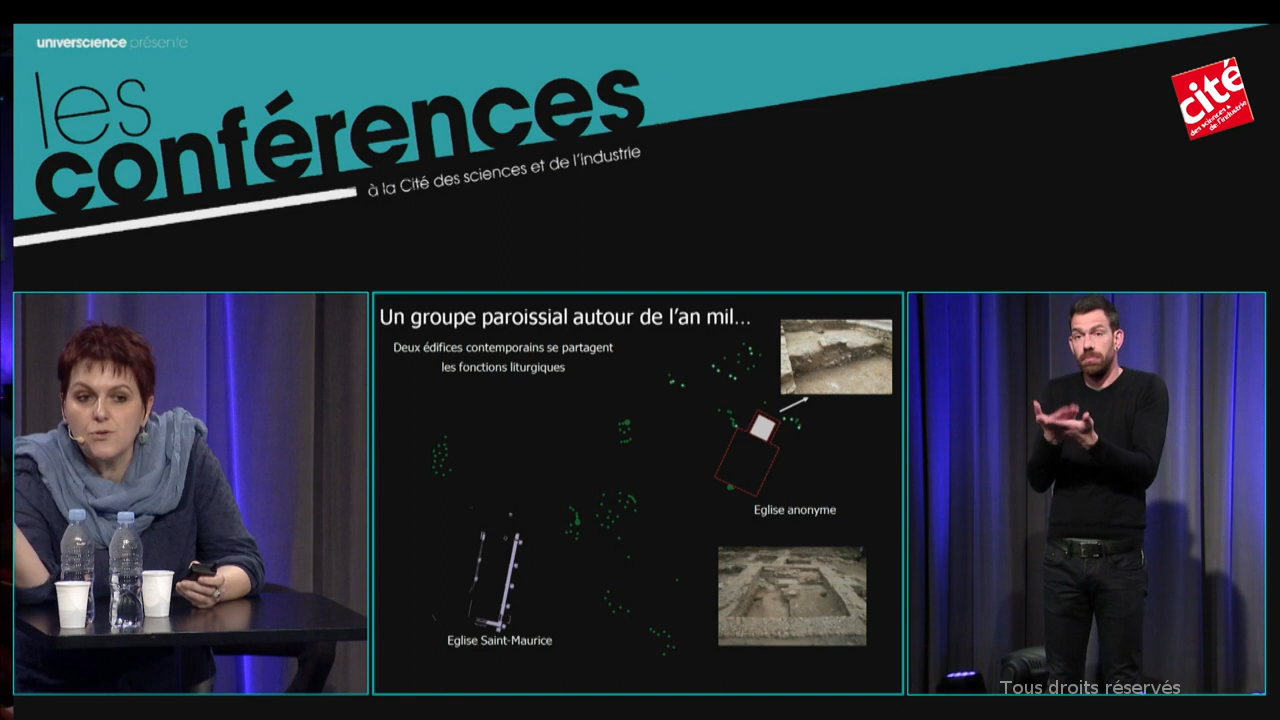 universcience présente
les
conférences
à la Cité des sciences et de l'industrie
cité
des sciences &
de l'industrie
Un groupe paroissial autour de l'an mil...
Deux édifices contemporains se partagent
les fonctions liturgiques
Eglise anonyme
Eglise Saint-Maurice
Tous droits réservés